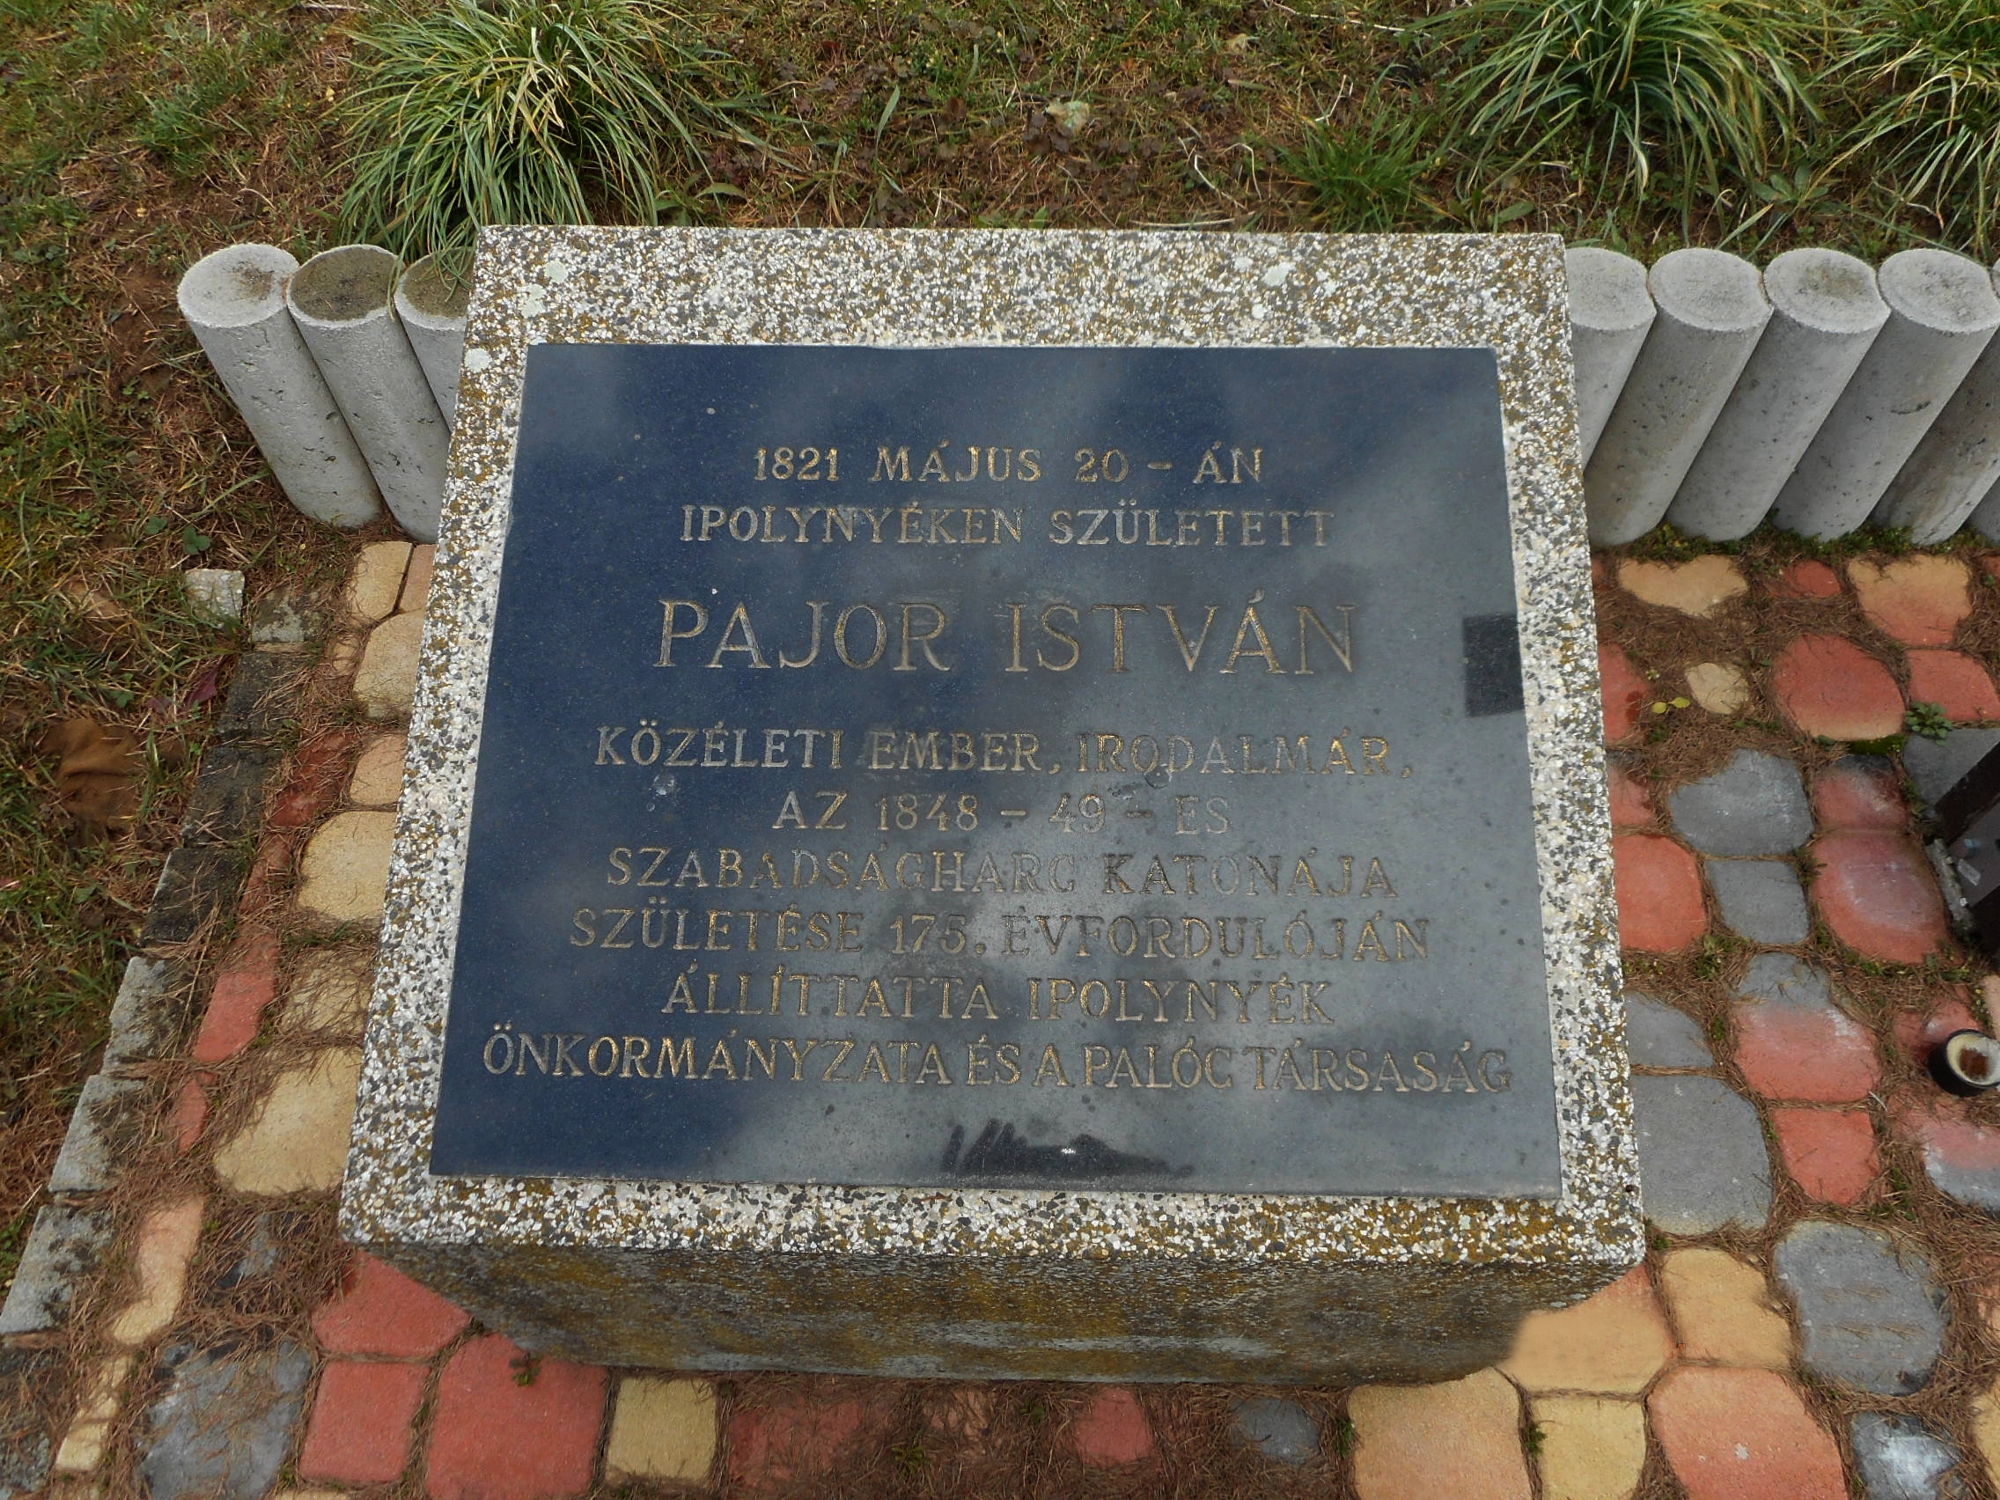 1821 MÁJUS 20 - ÁN
IPOLYNYÉKEN SZÜLETETT
PAJOR ISTVÁN
KÖZÉLETI EMBER, IRODALMÁR,
AZ 1848 - 49 - ES
SZABADSÁGHARC KATONÁJA
SZÜLETÉSE 175. ÉVFORDULÓJÁN
ÁLLÍTTATTA IPOLYNYÉK
ÖNKORMÁNYZATA ÉS A PALÓC TÁRSASÁG